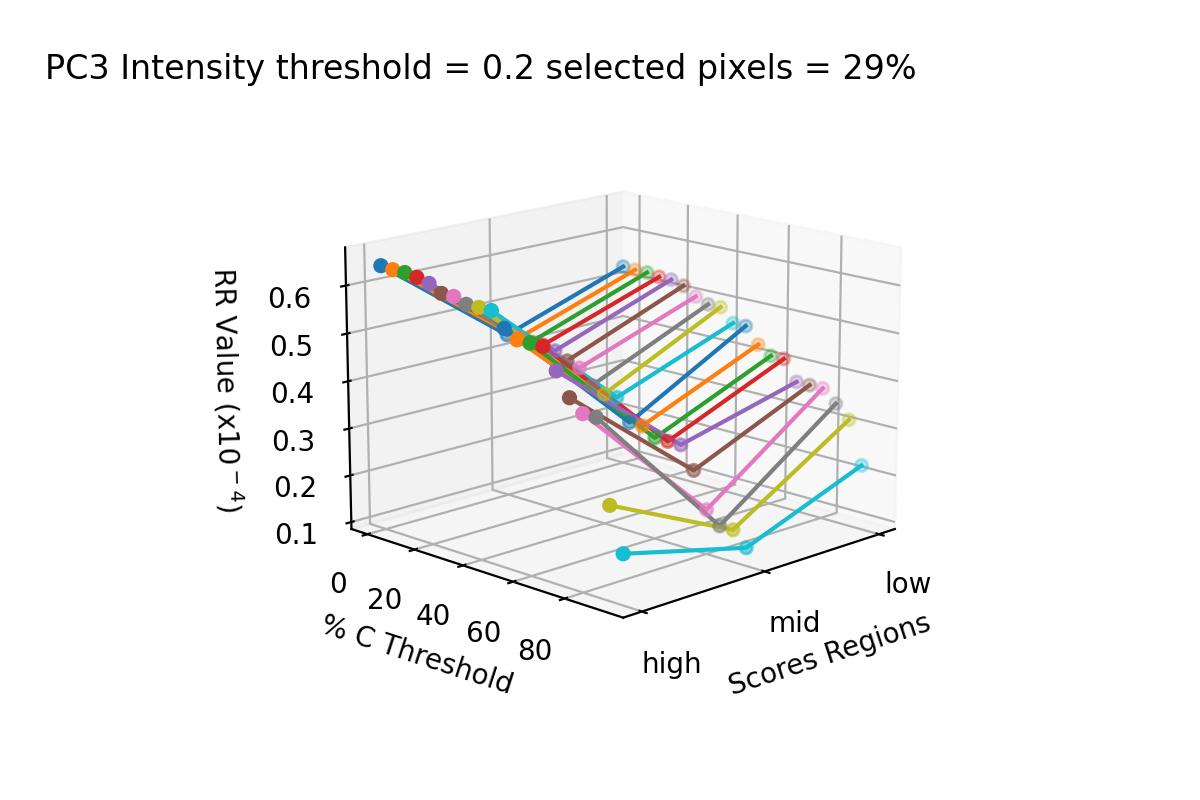 PC3 Intensity threshold = 0.2 selected pixels = 29%
RR Value (x10⁻⁴)
0.6
0.5
0.4
0.3
0.2
0.1
0
20
40
60
80
% C Threshold
high
mid
low
Scores Regions